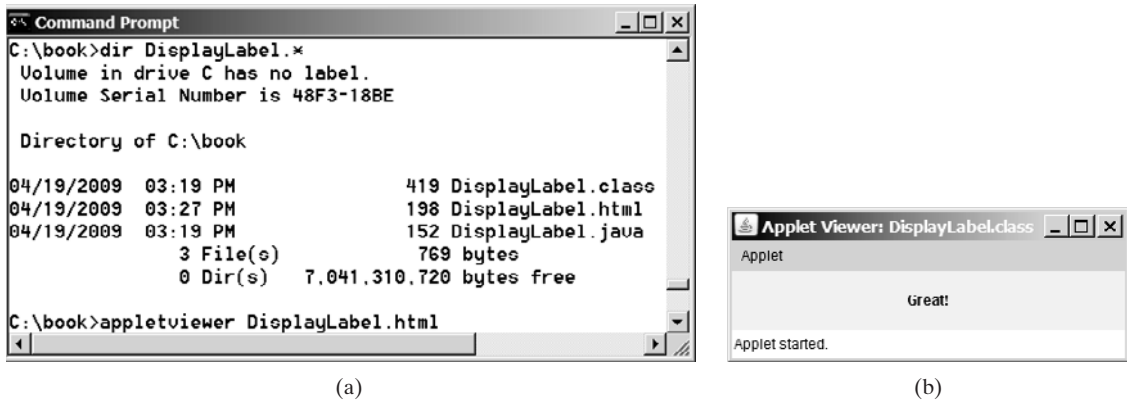 Command Prompt
C:\book>dir DisplayLabel.*
Volume in drive C has no label.
Volume Serial Number is 48F3-18BE
Directory of C:\book
04/19/2009 03:19 PM 419 DisplayLabel.class
04/19/2009 03:27 PM 198 DisplayLabel.html
04/19/2009 03:19 PM 152 DisplayLabel.java
3 File(s) 769 bytes
0 Dir(s) 7,041,310,720 bytes free
C:\book>appletviewer DisplayLabel.html
(a)
Applet Viewer: DisplayLabel.class
Applet
Great!
Applet started.
(b)